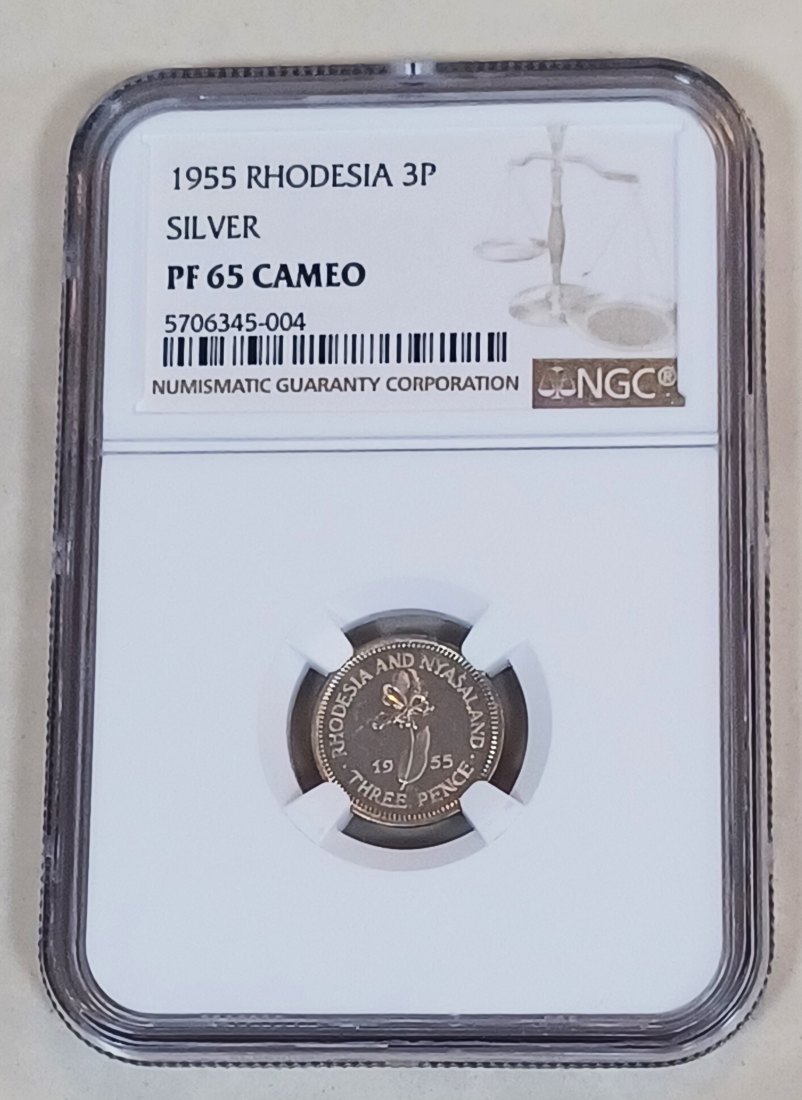 1955 RHODESIA 3P
SILVER
PF 65 CAMEO
5706345-004
NUMISMATIC GUARANTY CORPORATION
NGC®
· RHODESIA AND NYASALAND ·
19 55
THREE PENCE